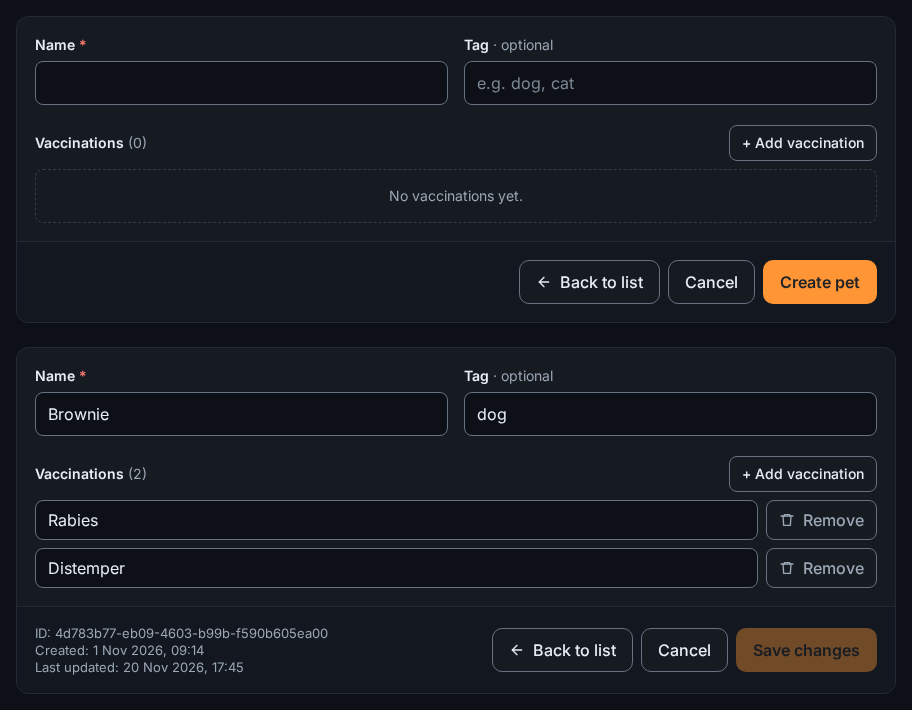 Name *
Tag · optional
e.g. dog, cat
Vaccinations (0)
+ Add vaccination
No vaccinations yet.
← Back to list
Cancel
Create pet
Name *
Tag · optional
Brownie
dog
Vaccinations (2)
+ Add vaccination
Rabies
Remove
Distemper
Remove
ID: 4d783b77-eb09-4603-b99b-f590b605ea00
Created: 1 Nov 2026, 09:14
Last updated: 20 Nov 2026, 17:45
← Back to list
Cancel
Save changes